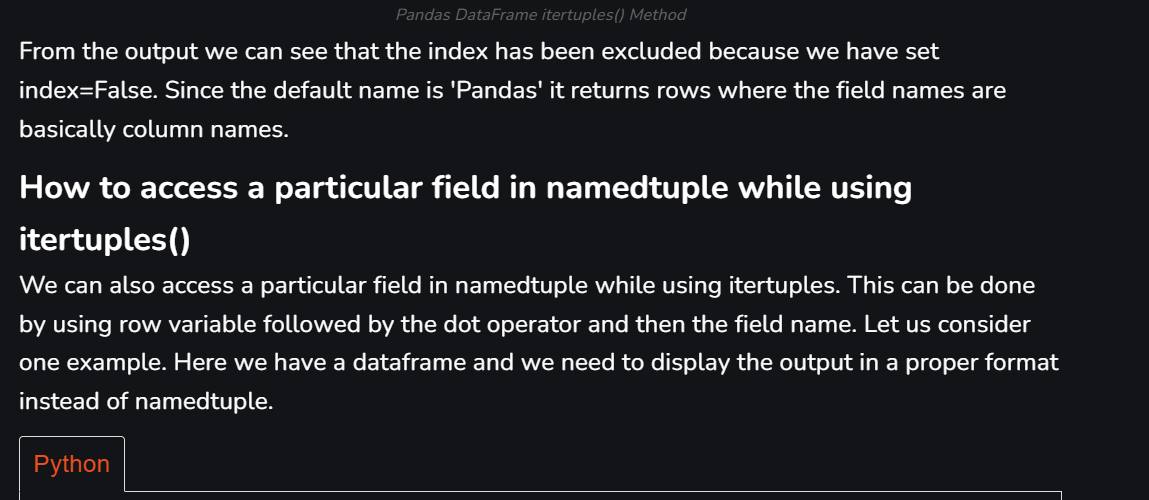 Pandas DataFrame itertuples() Method
From the output we can see that the index has been excluded because we have set
index=False. Since the default name is 'Pandas' it returns rows where the field names are
basically column names.
How to access a particular field in namedtuple while using
itertuples()
We can also access a particular field in namedtuple while using itertuples. This can be done
by using row variable followed by the dot operator and then the field name. Let us consider
one example. Here we have a dataframe and we need to display the output in a proper format
instead of namedtuple.
Python